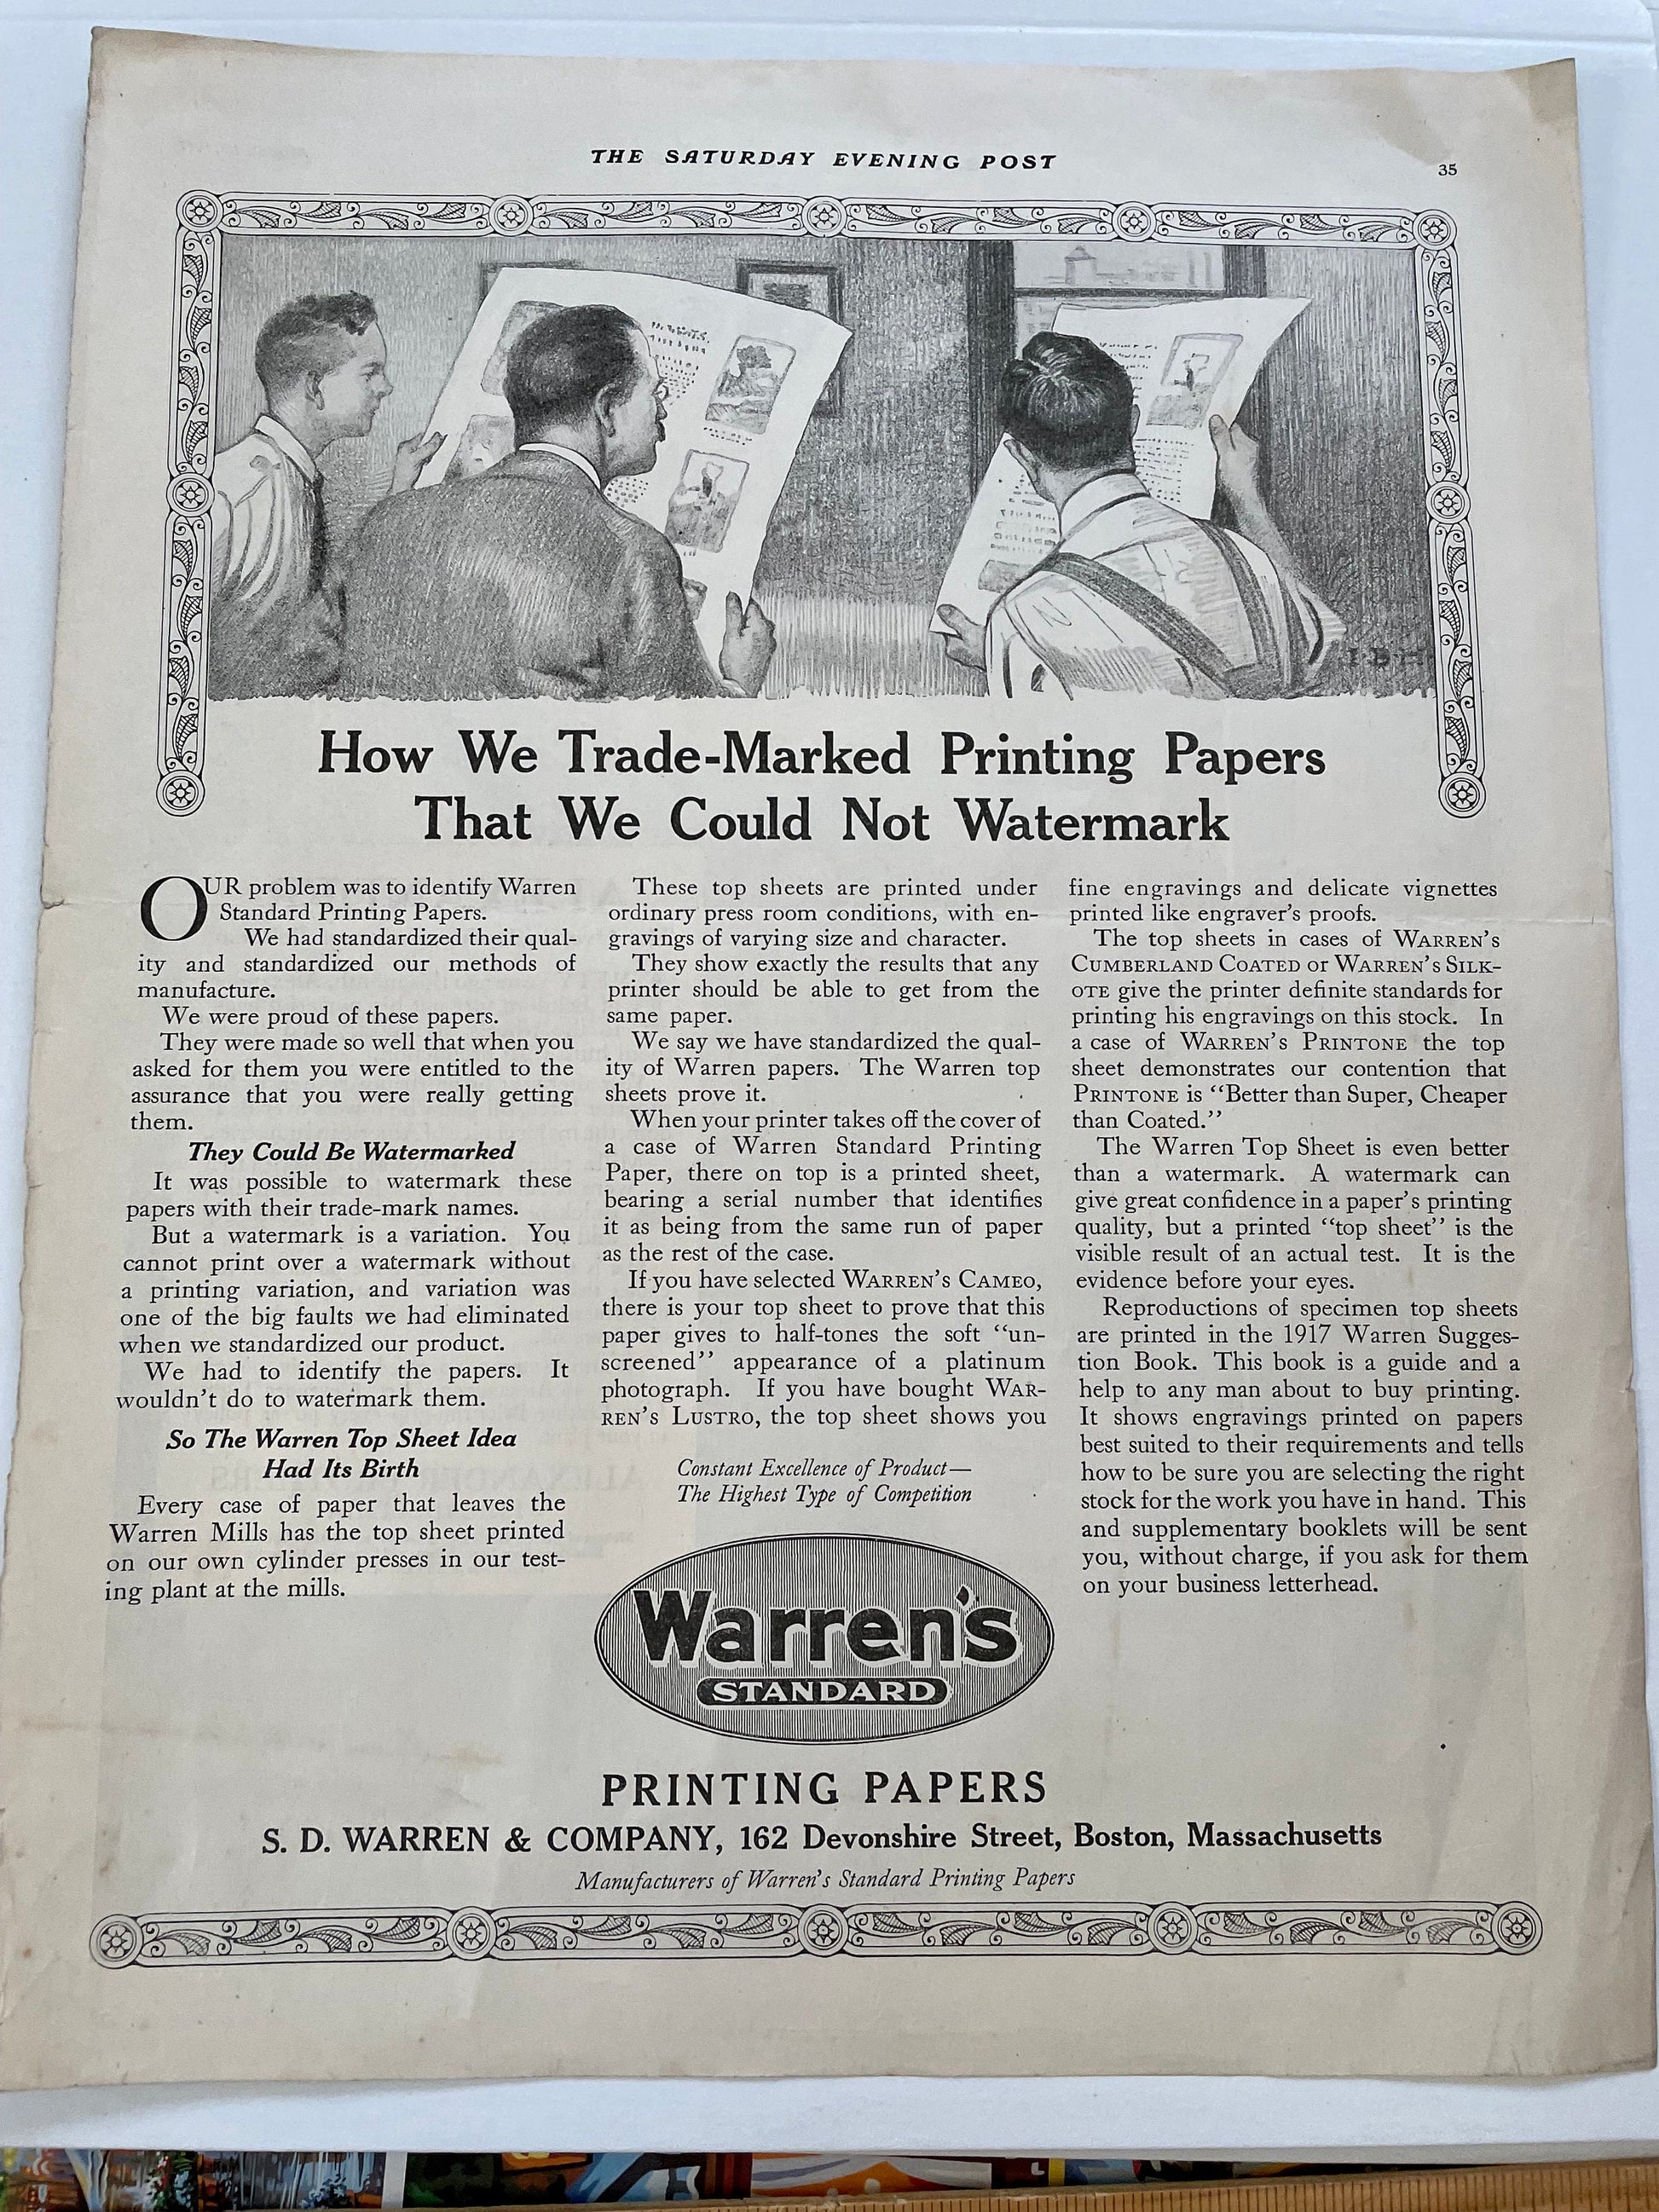 THE SATURDAY EVENING POST
35
How We Trade-Marked Printing Papers
That We Could Not Watermark
OUR problem was to identify Warren
Standard Printing Papers.
We had standardized their qual-
ity and standardized our methods of
manufacture.
We were proud of these papers.
They were made so well that when you
asked for them you were entitled to the
assurance that you were really getting
them.
They Could Be Watermarked
It was possible to watermark these
papers with their trade-mark names.
But a watermark is a variation. You
cannot print over a watermark without
a printing variation, and variation was
one of the big faults we had eliminated
when we standardized our product.
We had to identify the papers. It
wouldn't do to watermark them.
So The Warren Top Sheet Idea
Had Its Birth
Every case of paper that leaves the
Warren Mills has the top sheet printed
on our own cylinder presses in our test-
ing plant at the mills.
These top sheets are printed under
ordinary press room conditions, with en-
gravings of varying size and character.
They show exactly the results that any
printer should be able to get from the
same paper.
We say we have standardized the qual-
ity of Warren papers. The Warren top
sheets prove it.
When your printer takes off the cover of
a case of Warren Standard Printing
Paper, there on top is a printed sheet,
bearing a serial number that identifies
it as being from the same run of paper
as the rest of the case.
If you have selected WARREN'S CAMEO,
there is your top sheet to prove that this
paper gives to half-tones the soft "un-
screened" appearance of a platinum
photograph. If you have bought WAR-
REN'S LUSTRO, the top sheet shows you
fine engravings and delicate vignettes
printed like engraver's proofs.
The top sheets in cases of WARREN'S
CUMBERLAND COATED or WARREN'S SILK-
OTE give the printer definite standards for
printing his engravings on this stock. In
a case of WARREN'S PRINTONE the top
sheet demonstrates our contention that
PRINTONE is "Better than Super, Cheaper
than Coated."
The Warren Top Sheet is even better
than a watermark. A watermark can
give great confidence in a paper's printing
quality, but a printed "top sheet" is the
visible result of an actual test. It is the
evidence before your eyes.
Reproductions of specimen top sheets
are printed in the 1917 Warren Sugges-
tion Book. This book is a guide and a
help to any man about to buy printing.
It shows engravings printed on papers
best suited to their requirements and tells
how to be sure you are selecting the right
stock for the work you have in hand. This
and supplementary booklets will be sent
you, without charge, if you ask for them
on your business letterhead.
Constant Excellence of Product—
The Highest Type of Competition
Warren's
STANDARD
PRINTING PAPERS
S. D. WARREN & COMPANY, 162 Devonshire Street, Boston, Massachusetts
Manufacturers of Warren's Standard Printing Papers